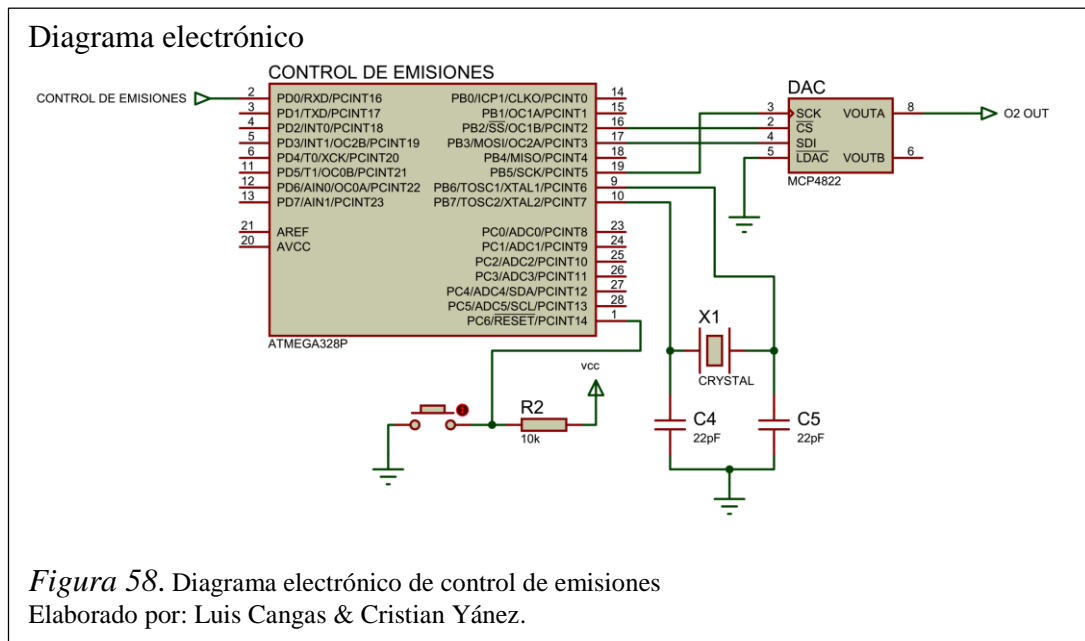 Diagrama electrónico
CONTROL DE EMISIONES
CONTROL DE EMISIONES
2 PD0/RXD/PCINT16
3 PD1/TXD/PCINT17
4 PD2/INT0/PCINT18
5 PD3/INT1/OC2B/PCINT19
6 PD4/T0/XCK/PCINT20
11 PD5/T1/OC0B/PCINT21
12 PD6/AIN0/OC0A/PCINT22
13 PD7/AIN1/PCINT23
21 AREF
20 AVCC
PB0/ICP1/CLKO/PCINT0 14
PB1/OC1A/PCINT1 15
PB2/SS/OC1B/PCINT2 16
PB3/MOSI/OC2A/PCINT3 17
PB4/MISO/PCINT4 18
PB5/SCK/PCINT5 19
PB6/TOSC1/XTAL1/PCINT6 9
PB7/TOSC2/XTAL2/PCINT7 10
PC0/ADC0/PCINT8 23
PC1/ADC1/PCINT9 24
PC2/ADC2/PCINT10 25
PC3/ADC3/PCINT11 26
PC4/ADC4/SDA/PCINT12 27
PC5/ADC5/SCL/PCINT13 28
PC6/RESET/PCINT14 1
ATMEGA328P
DAC
3 SCK VOUTA 8
2 CS
4 SDI
5 LDAC VOUTB 6
MCP4822
O2 OUT
X1
CRYSTAL
vcc
R2
10k
C4
22pF
C5
22pF
Figura 58. Diagrama electrónico de control de emisiones
Elaborado por: Luis Cangas & Cristian Yánez.